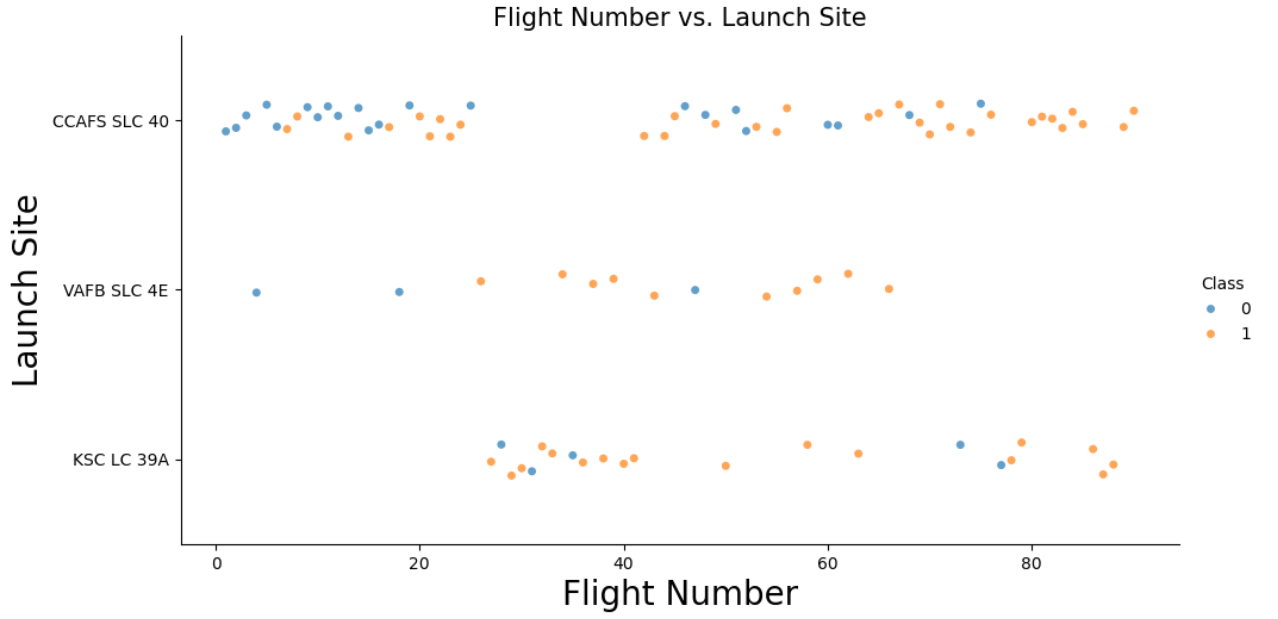 Flight Number vs. Launch Site
Launch Site
CCAFS SLC 40
VAFB SLC 4E
KSC LC 39A
0
20
40
60
80
Flight Number
Class
0
1